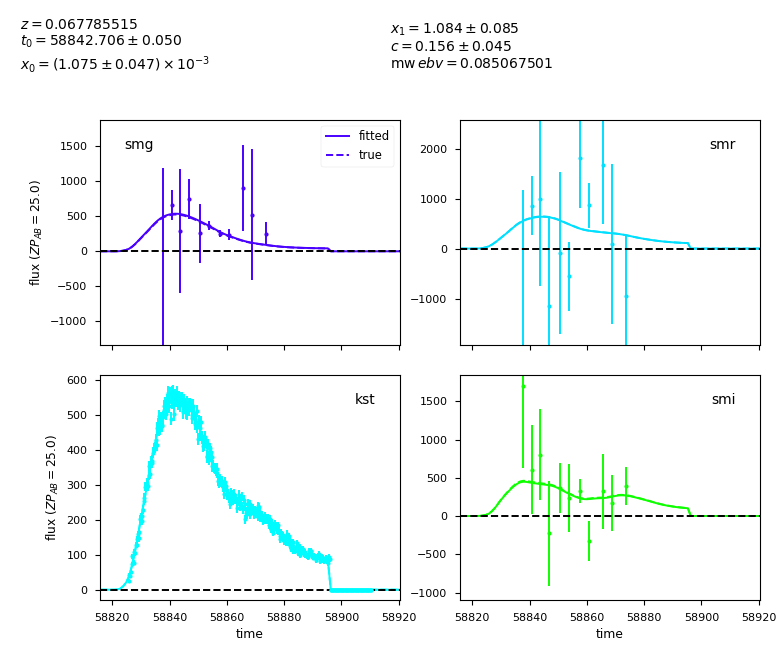 z = 0.067785515
t₀ = 58842.706 ± 0.050
x₀ = (1.075 ± 0.047) × 10⁻³
x₁ = 1.084 ± 0.085
c = 0.156 ± 0.045
mw ebv = 0.085067501
smg
fitted
true
1500
1000
500
0
−500
−1000
flux (ZP_AB = 25.0)
smr
2000
1000
0
−1000
kst
600
500
400
300
200
100
0
flux (ZP_AB = 25.0)
58820 58840 58860 58880 58900 58920
time
smi
1500
1000
500
0
−500
−1000
58820 58840 58860 58880 58900 58920
time